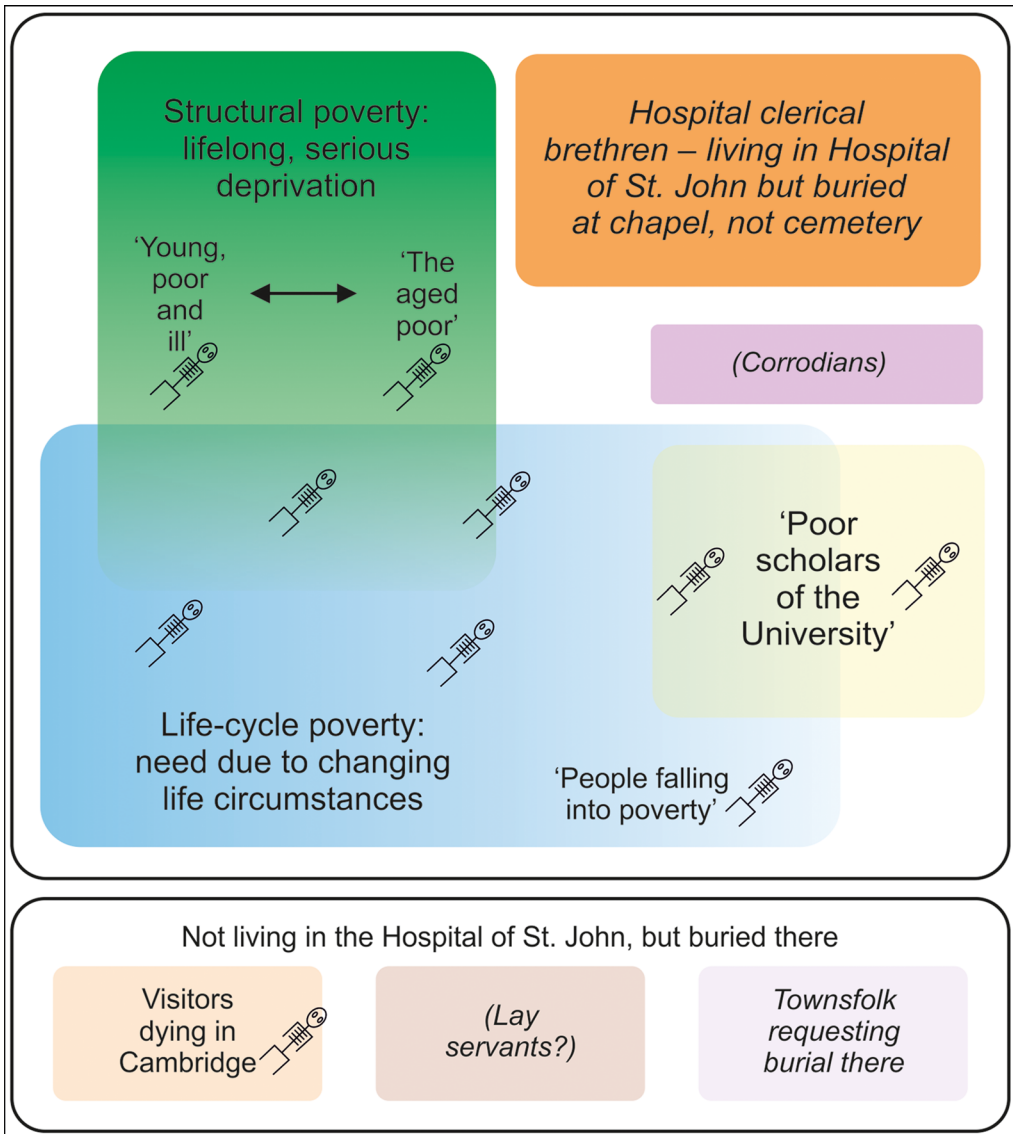 Structural poverty:
lifelong, serious
deprivation
Hospital clerical
brethren – living in Hospital
of St. John but buried
at chapel, not cemetery
‘Young,
poor
and
ill’
‘The
aged
poor’
(Corrodians)
‘Poor
scholars
of the
University’
Life-cycle poverty:
need due to changing
life circumstances
‘People falling
into poverty’
Not living in the Hospital of St. John, but buried there
Visitors
dying in
Cambridge
(Lay
servants?)
Townsfolk
requesting
burial there